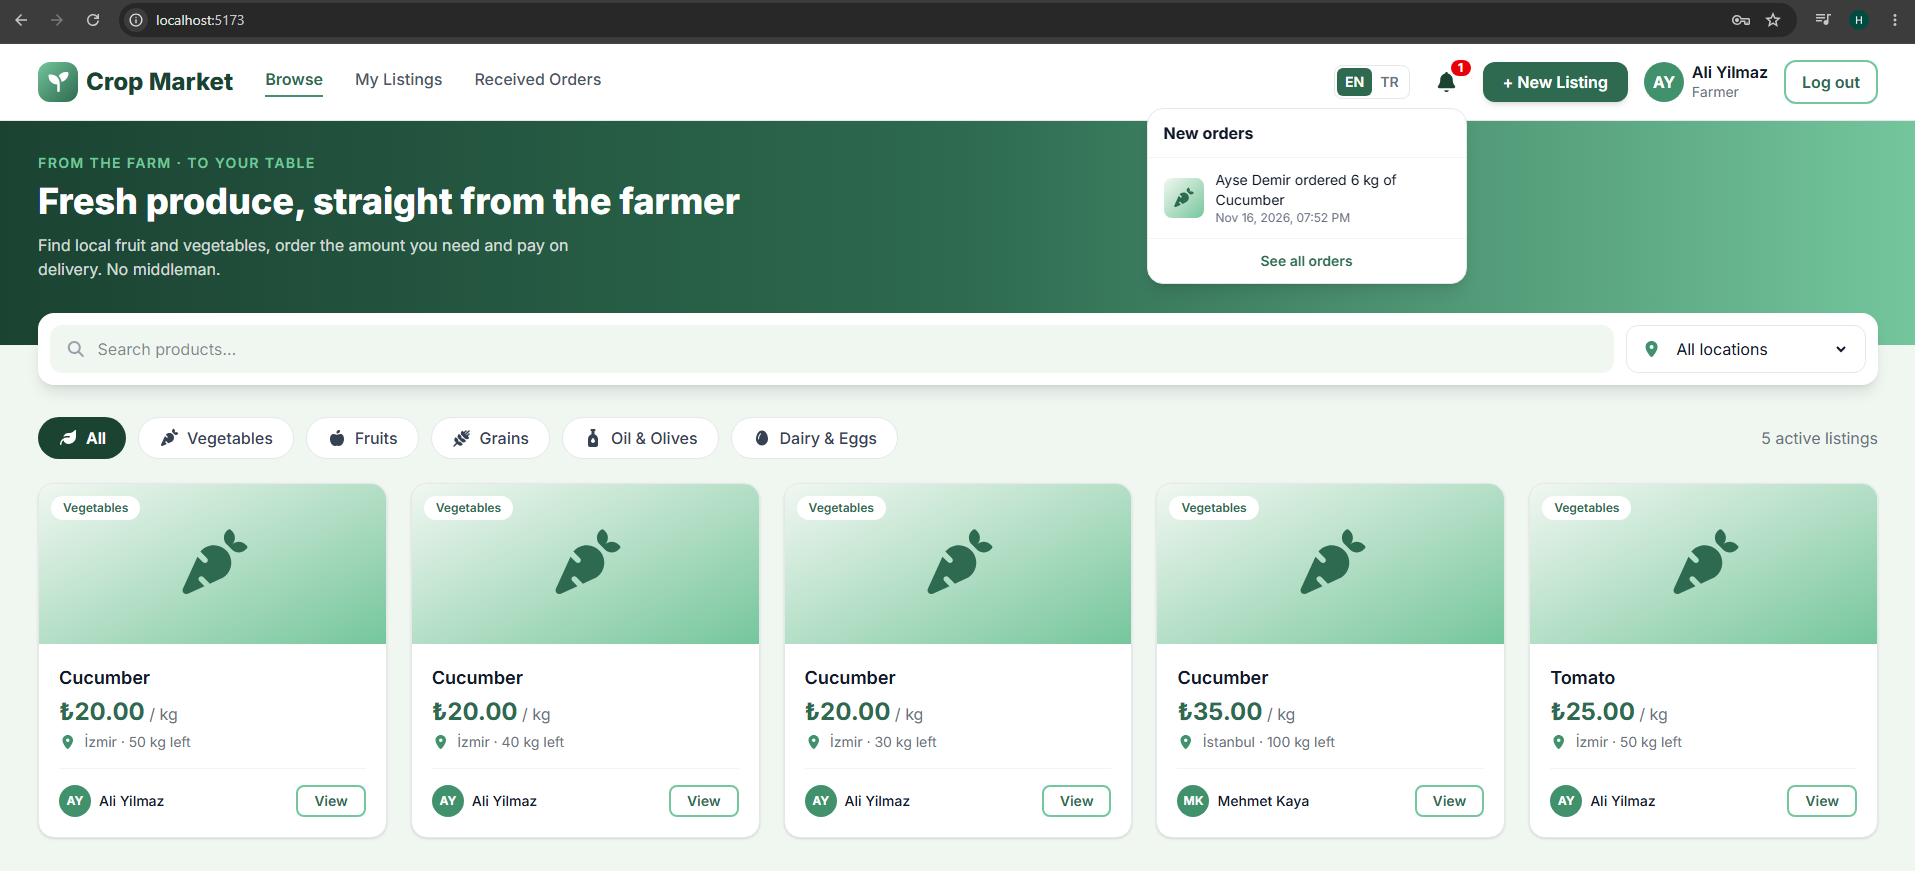 localhost:5173
H
Crop Market
Browse
My Listings
Received Orders
EN
TR
1
+ New Listing
AY
Ali Yilmaz
Farmer
Log out
New orders
Ayse Demir ordered 6 kg of
Cucumber
Nov 16, 2026, 07:52 PM
See all orders
FROM THE FARM · TO YOUR TABLE
Fresh produce, straight from the farmer
Find local fruit and vegetables, order the amount you need and pay on
delivery. No middleman.
Search products...
All locations
All
Vegetables
Fruits
Grains
Oil & Olives
Dairy & Eggs
5 active listings
Vegetables
Cucumber
₺20.00 / kg
İzmir · 50 kg left
AY
Ali Yilmaz
View
Vegetables
Cucumber
₺20.00 / kg
İzmir · 40 kg left
AY
Ali Yilmaz
View
Vegetables
Cucumber
₺20.00 / kg
İzmir · 30 kg left
AY
Ali Yilmaz
View
Vegetables
Cucumber
₺35.00 / kg
İstanbul · 100 kg left
MK
Mehmet Kaya
View
Vegetables
Tomato
₺25.00 / kg
İzmir · 50 kg left
AY
Ali Yilmaz
View